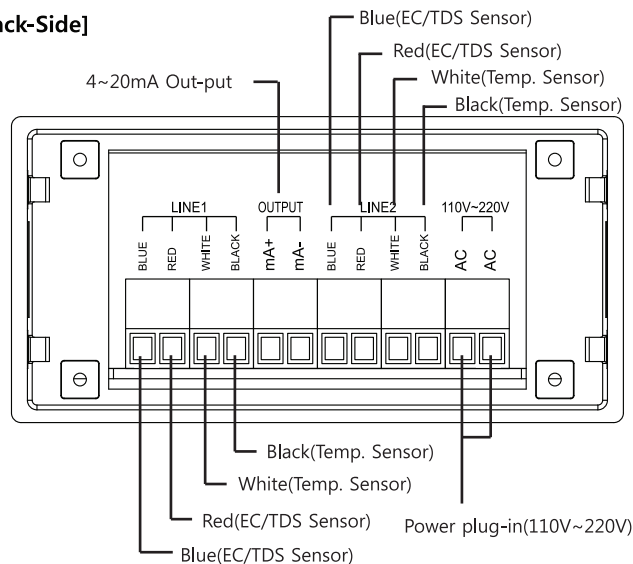 ck-Side]
Blue(EC/TDS Sensor)
Red(EC/TDS Sensor)
4~20mA Out-put
White(Temp. Sensor)
Black(Temp. Sensor)
LINE1 OUTPUT LINE2 110V~220V
BLUE RED WHITE BLACK mA+ mA- BLUE RED WHITE BLACK AC AC
Black(Temp. Sensor)
White(Temp. Sensor)
Red(EC/TDS Sensor)
Power plug-in(110V~220V)
Blue(EC/TDS Sensor)